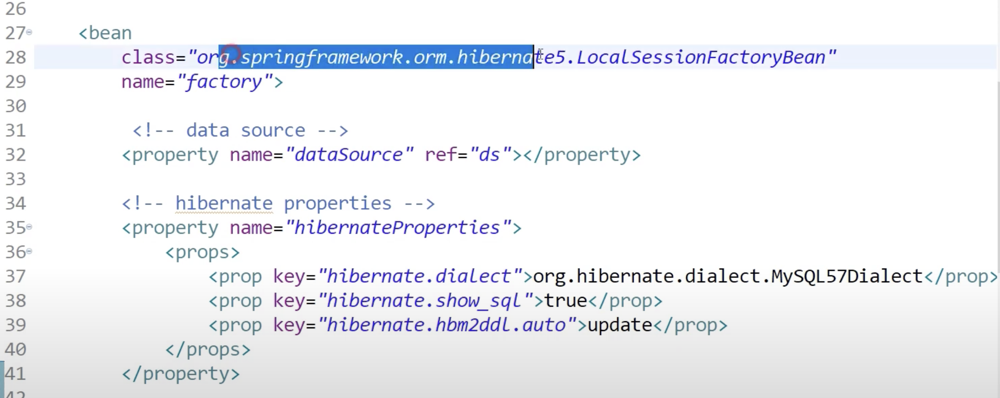 26
27 <bean
28 class="org.springframework.orm.hibernate5.LocalSessionFactoryBean"
29 name="factory">
30
31 <!-- data source -->
32 <property name="dataSource" ref="ds"></property>
33
34 <!-- hibernate properties -->
35 <property name="hibernateProperties">
36 <props>
37 <prop key="hibernate.dialect">org.hibernate.dialect.MySQL57Dialect</prop>
38 <prop key="hibernate.show_sql">true</prop>
39 <prop key="hibernate.hbm2ddl.auto">update</prop>
40 </props>
41 </property>
42